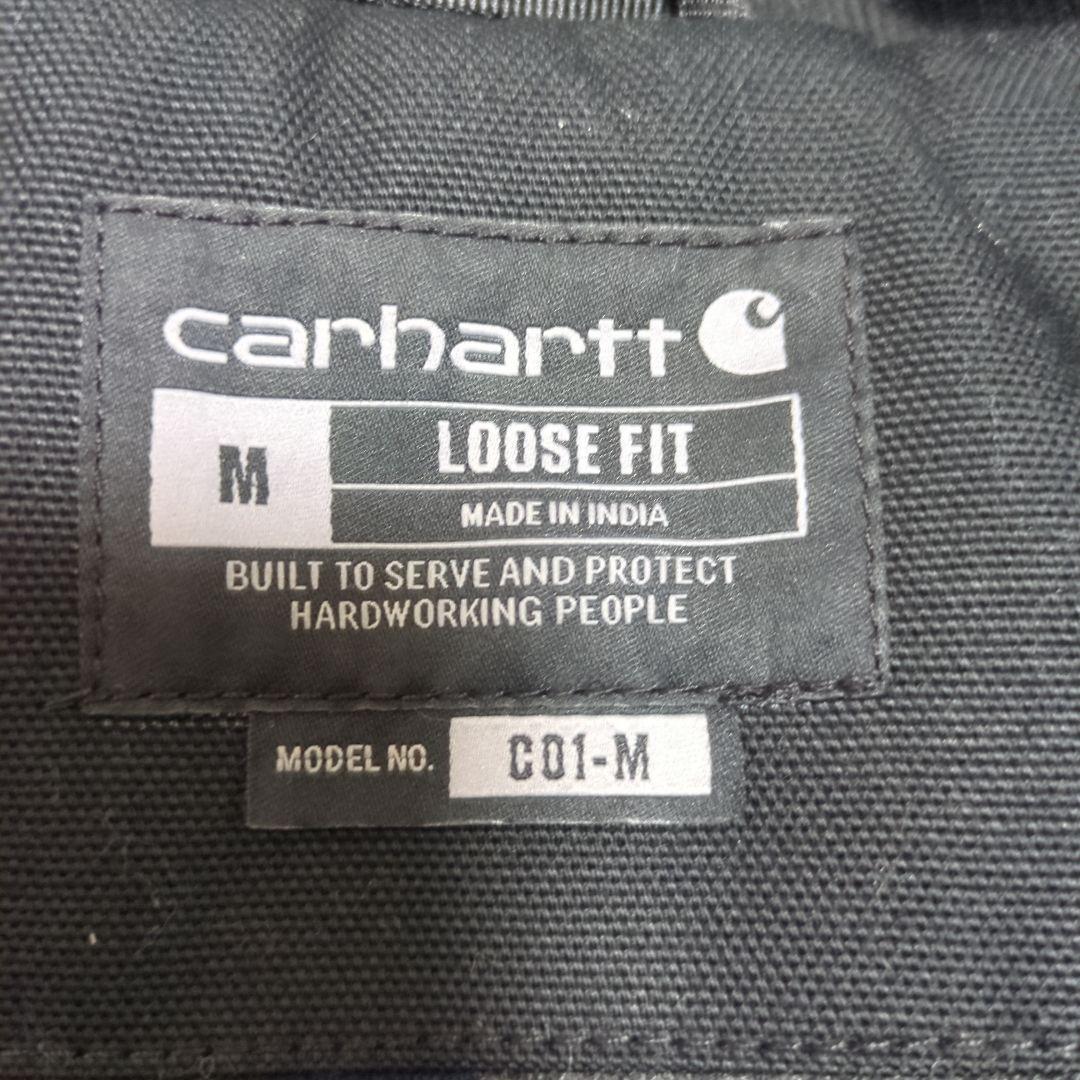 carhartt
M
LOOSE FIT
MADE IN INDIA
BUILT TO SERVE AND PROTECT
HARDWORKING PEOPLE
MODEL NO. C01-M